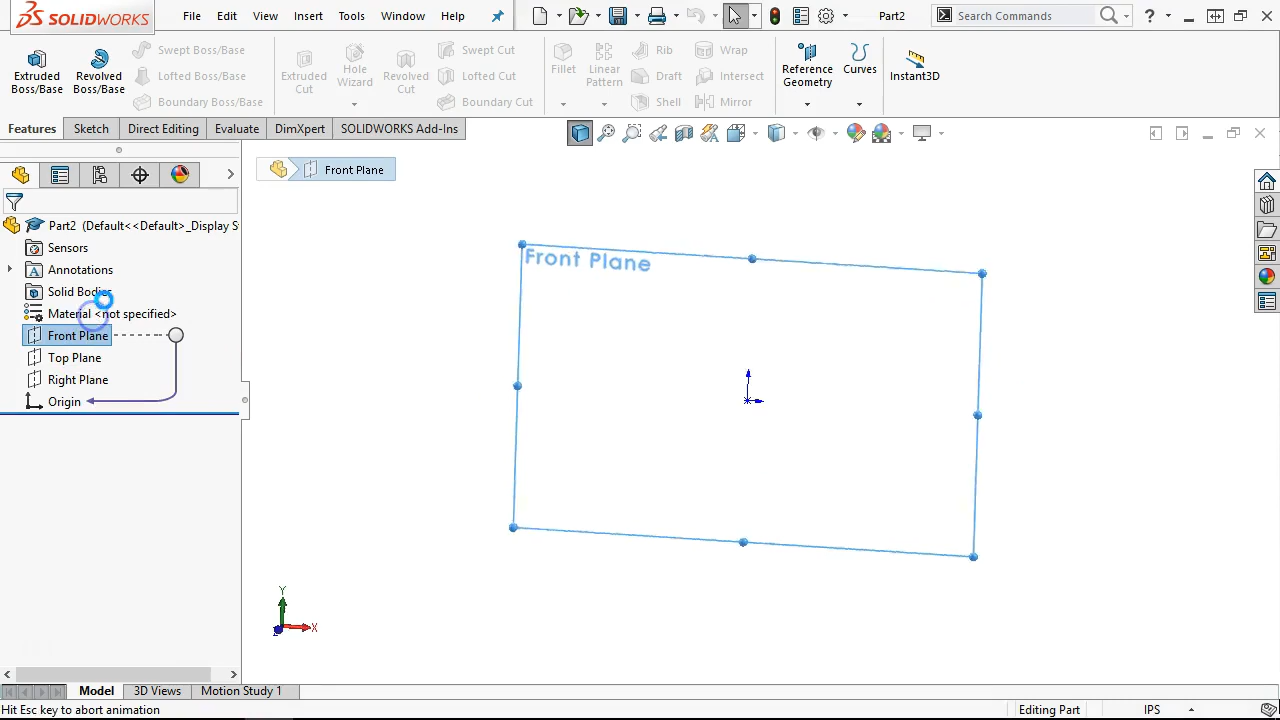 SOLIDWORKS File Edit View Insert Tools Window Help Part2 Search Commands ?
Extruded Boss/Base
Revolved Boss/Base
Swept Boss/Base
Lofted Boss/Base
Boundary Boss/Base
Extruded Cut
Hole Wizard
Revolved Cut
Swept Cut
Lofted Cut
Boundary Cut
Fillet
Linear Pattern
Rib
Draft
Shell
Wrap
Intersect
Mirror
Reference Geometry
Curves
Instant3D
Features Sketch Direct Editing Evaluate DimXpert SOLIDWORKS Add-Ins
Front Plane
Part2 (Default<<Default>_Display S
Sensors
Annotations
Solid Bodies
Material <not specified>
Front Plane
Top Plane
Right Plane
Origin
Front Plane
Y
X
Z
Model 3D Views Motion Study 1
Hit Esc key to abort animation Editing Part IPS